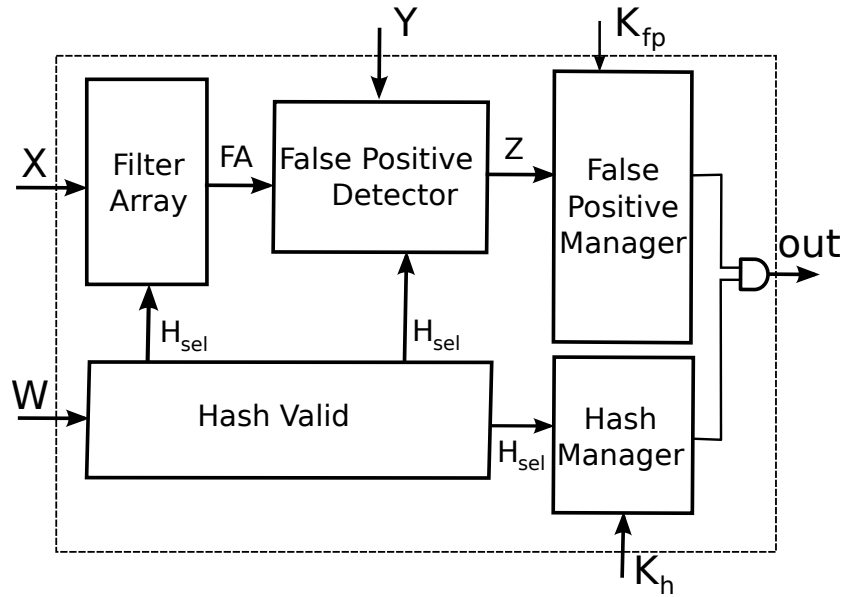 Y
K_fp
X
Filter
Array
FA
False Positive
Detector
Z
False
Positive
Manager
out
H_sel
H_sel
W
Hash Valid
H_sel
Hash
Manager
K_h